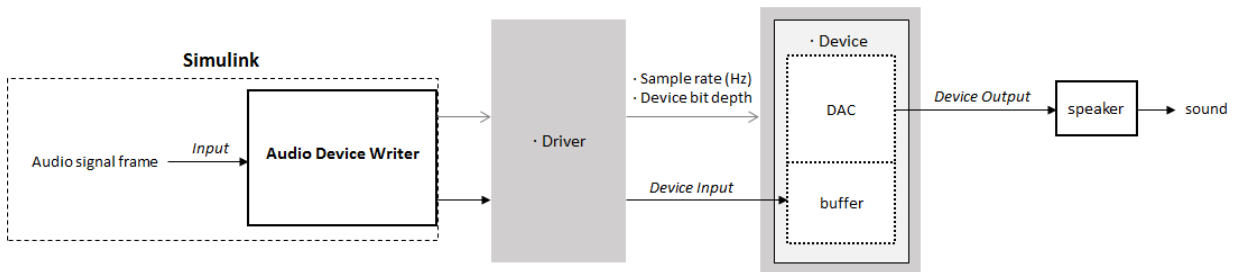 Simulink
Audio signal frame
Input
Audio Device Writer
· Driver
· Sample rate (Hz)
· Device bit depth
Device Input
· Device
DAC
buffer
Device Output
speaker
sound